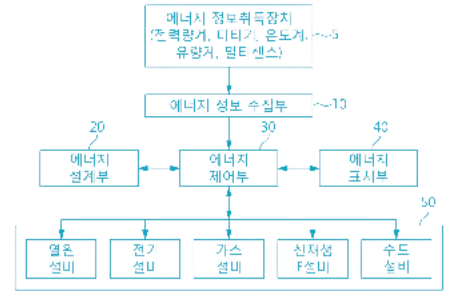 에너지 정보취득장치
(전력량계, 미터기, 온도계,
유량계, 멀티센스)
5
에너지 정보 수집부
10
20
30
40
에너지
설계부
에너지
제어부
에너지
표시부
50
열원
설비
전기
설비
가스
설비
신재생
E설비
수도
설비